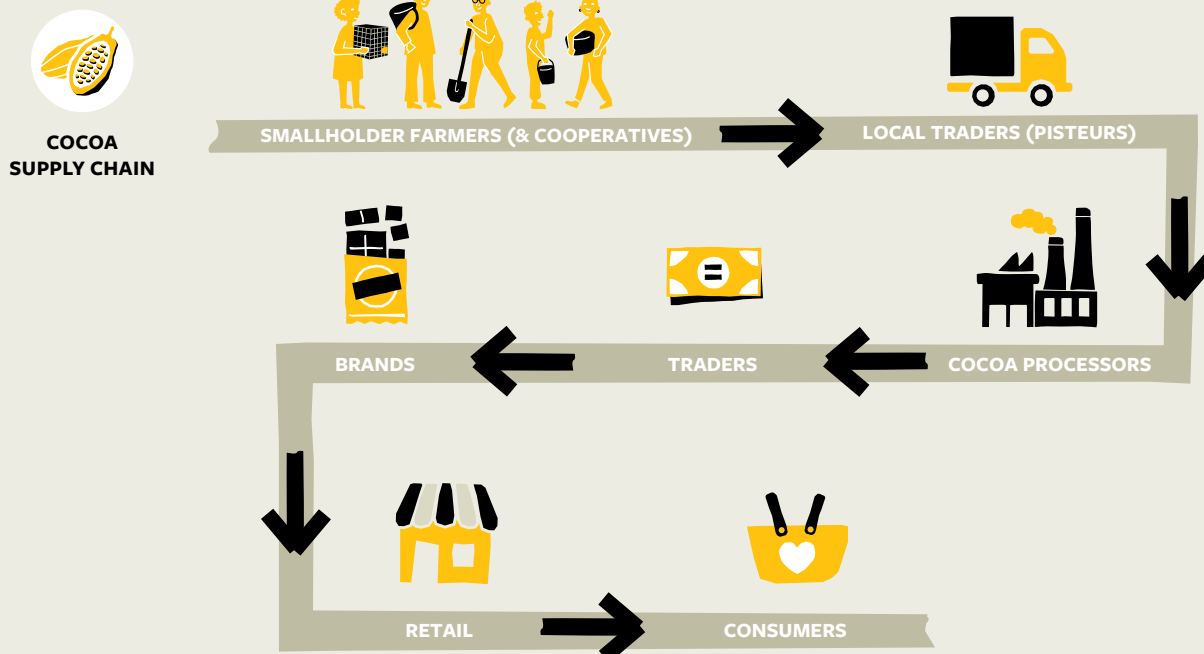 COCOA
SUPPLY CHAIN
SMALLHOLDER FARMERS (& COOPERATIVES)
LOCAL TRADERS (PISTEURS)
COCOA PROCESSORS
TRADERS
BRANDS
RETAIL
CONSUMERS